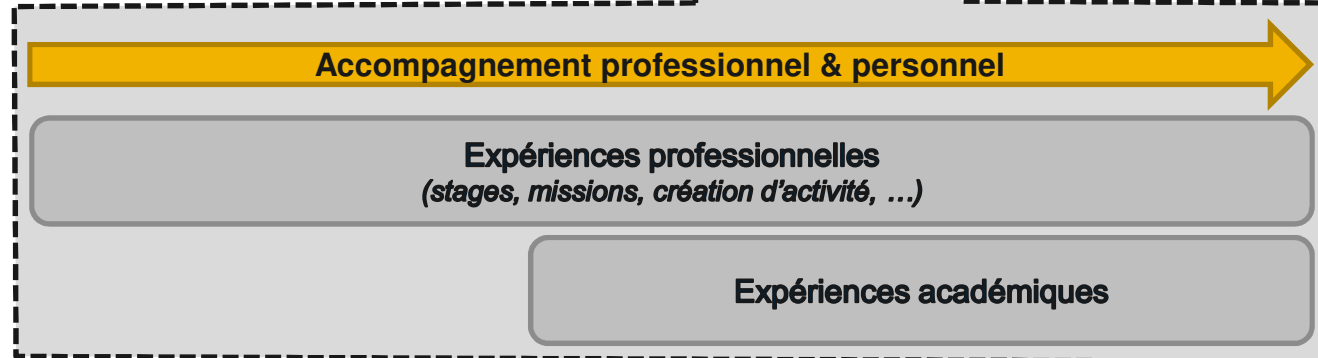 Accompagnement professionnel & personnel
Expériences professionnelles
(stages, missions, création d'activité, …)
Expériences académiques